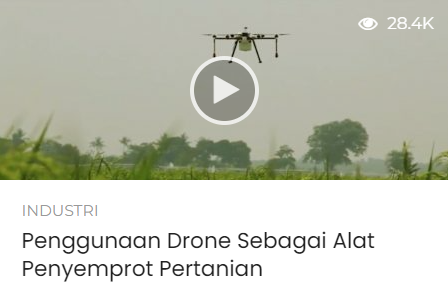 28.4K
INDUSTRI
Penggunaan Drone Sebagai Alat
Penyemprot Pertanian